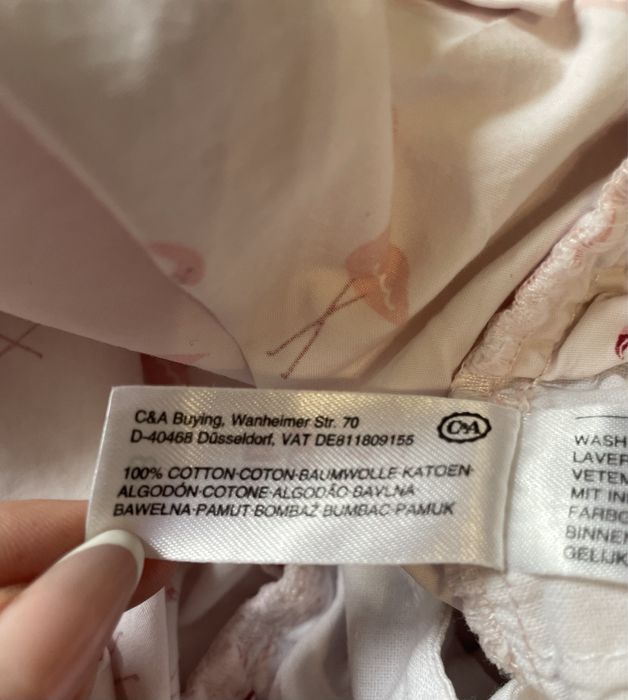 C&A Buying, Wanheimer Str. 70
D-40468 Düsseldorf, VAT DE811809155
C&A
100% COTTON·COTON·BAUMWOLLE·KATOEN·
ALGODÓN·COTONE·ALGODÃO·BAVLNA
BAWEŁNA·PAMUT·BOMBAŽ·BUMBAC·PAMUK
WASH
LAVER
VETEM
MIT IN
FARBO
BINNEN
GELIJK